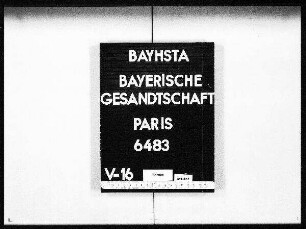 BAYHSTA
BAYERISCHE
GESANDTSCHAFT
PARIS
6483
V-16